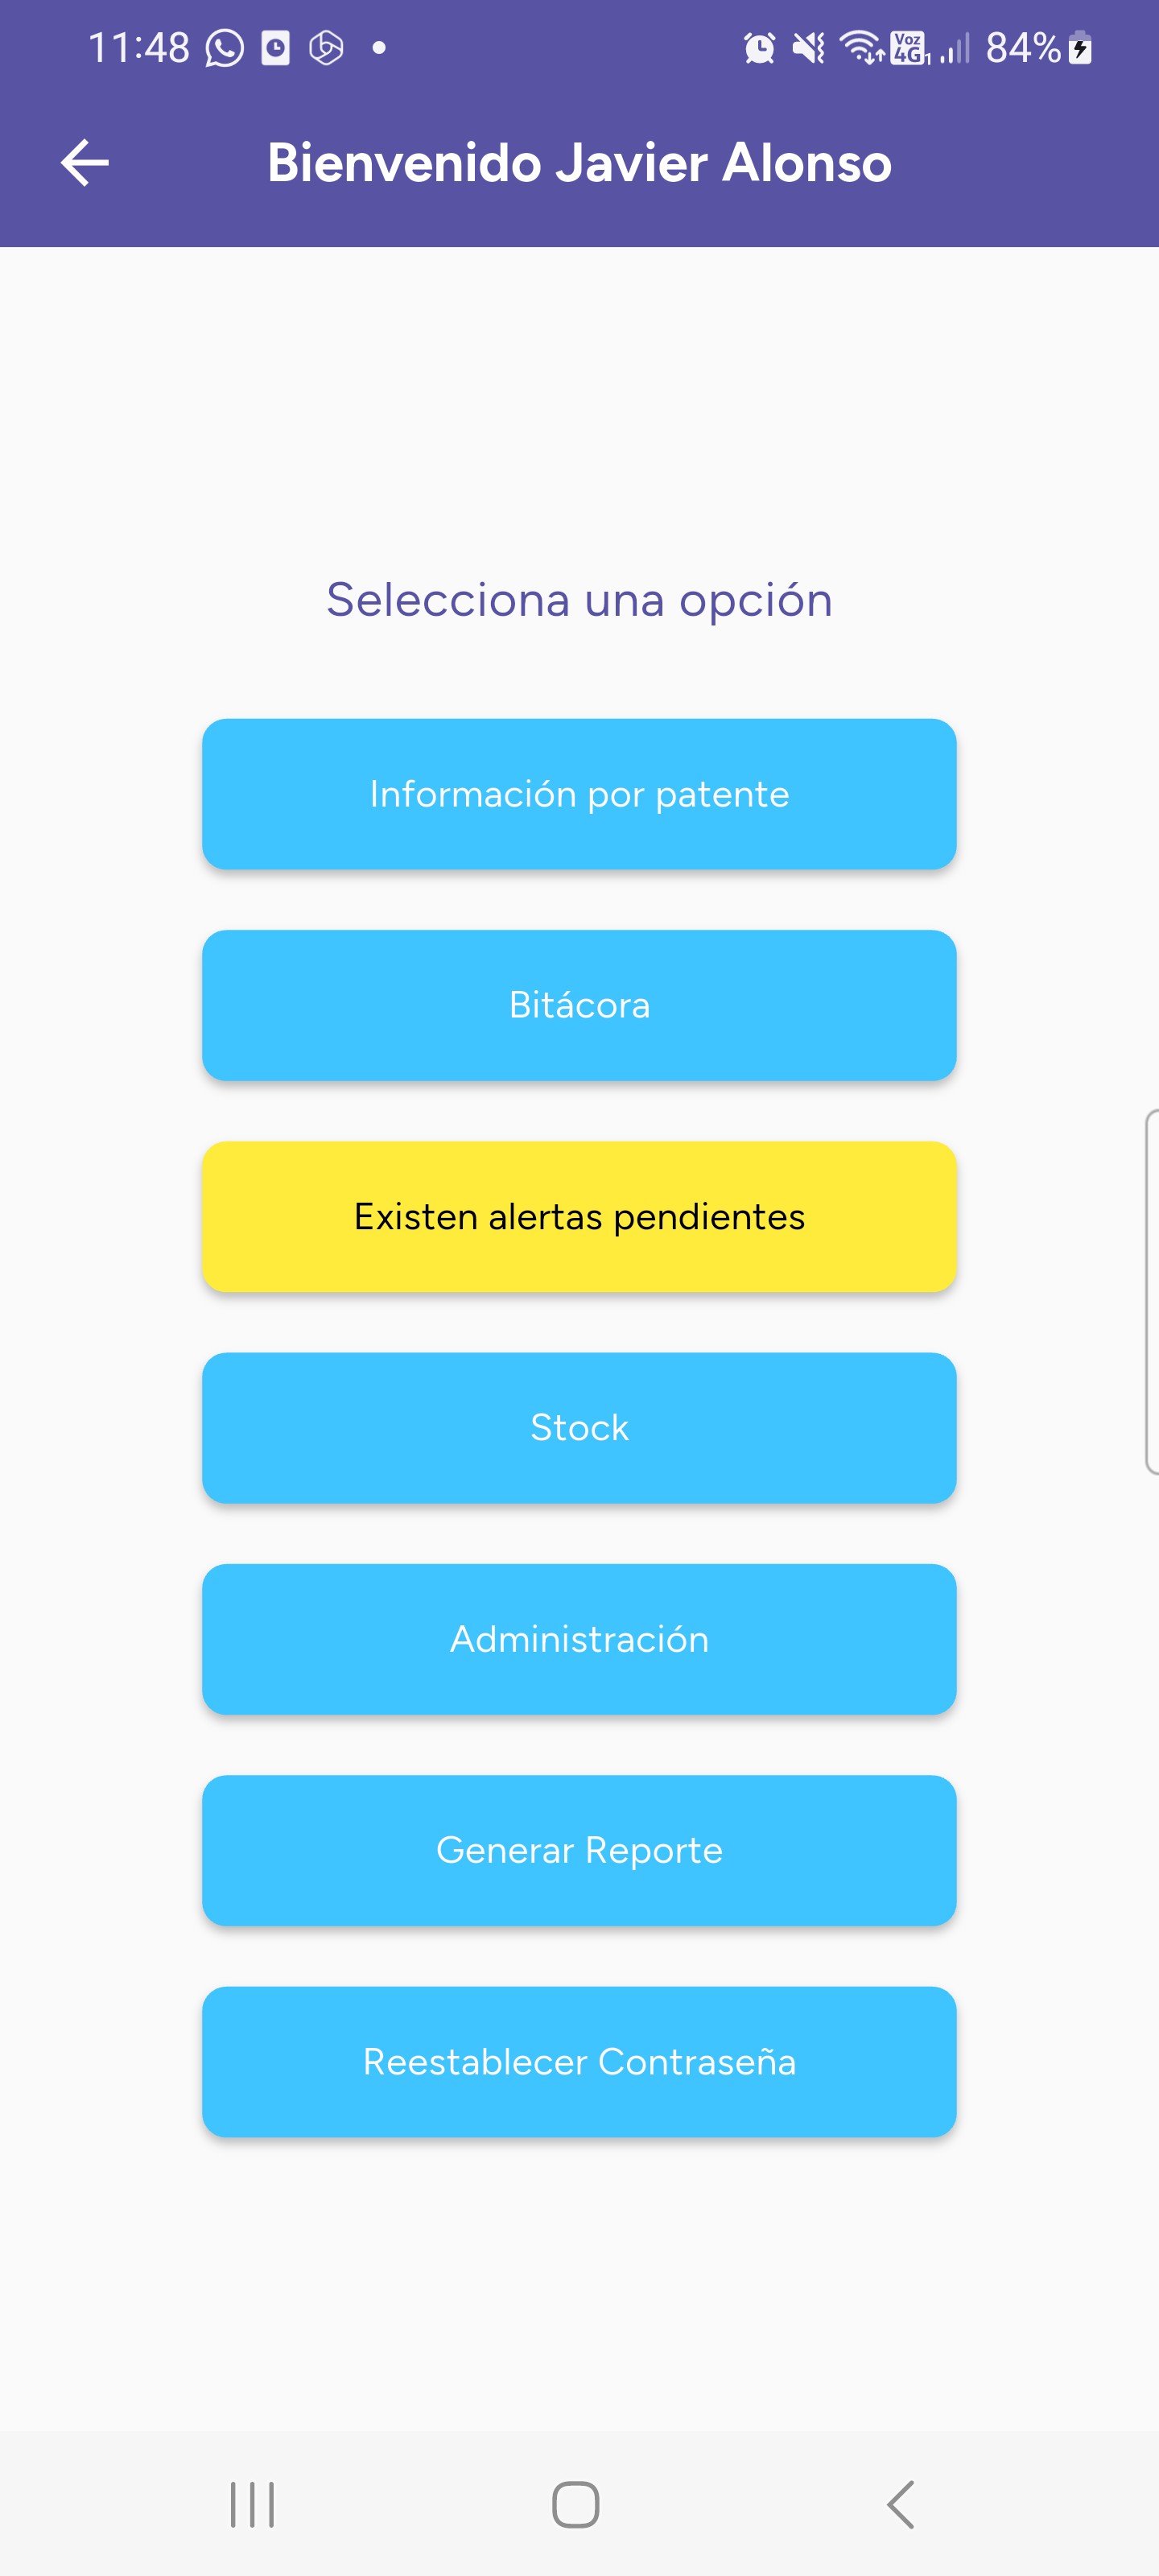 11:48
Voz
4G 1
84%
Bienvenido Javier Alonso
Selecciona una opción
Información por patente
Bitácora
Existen alertas pendientes
Stock
Administración
Generar Reporte
Reestablecer Contraseña